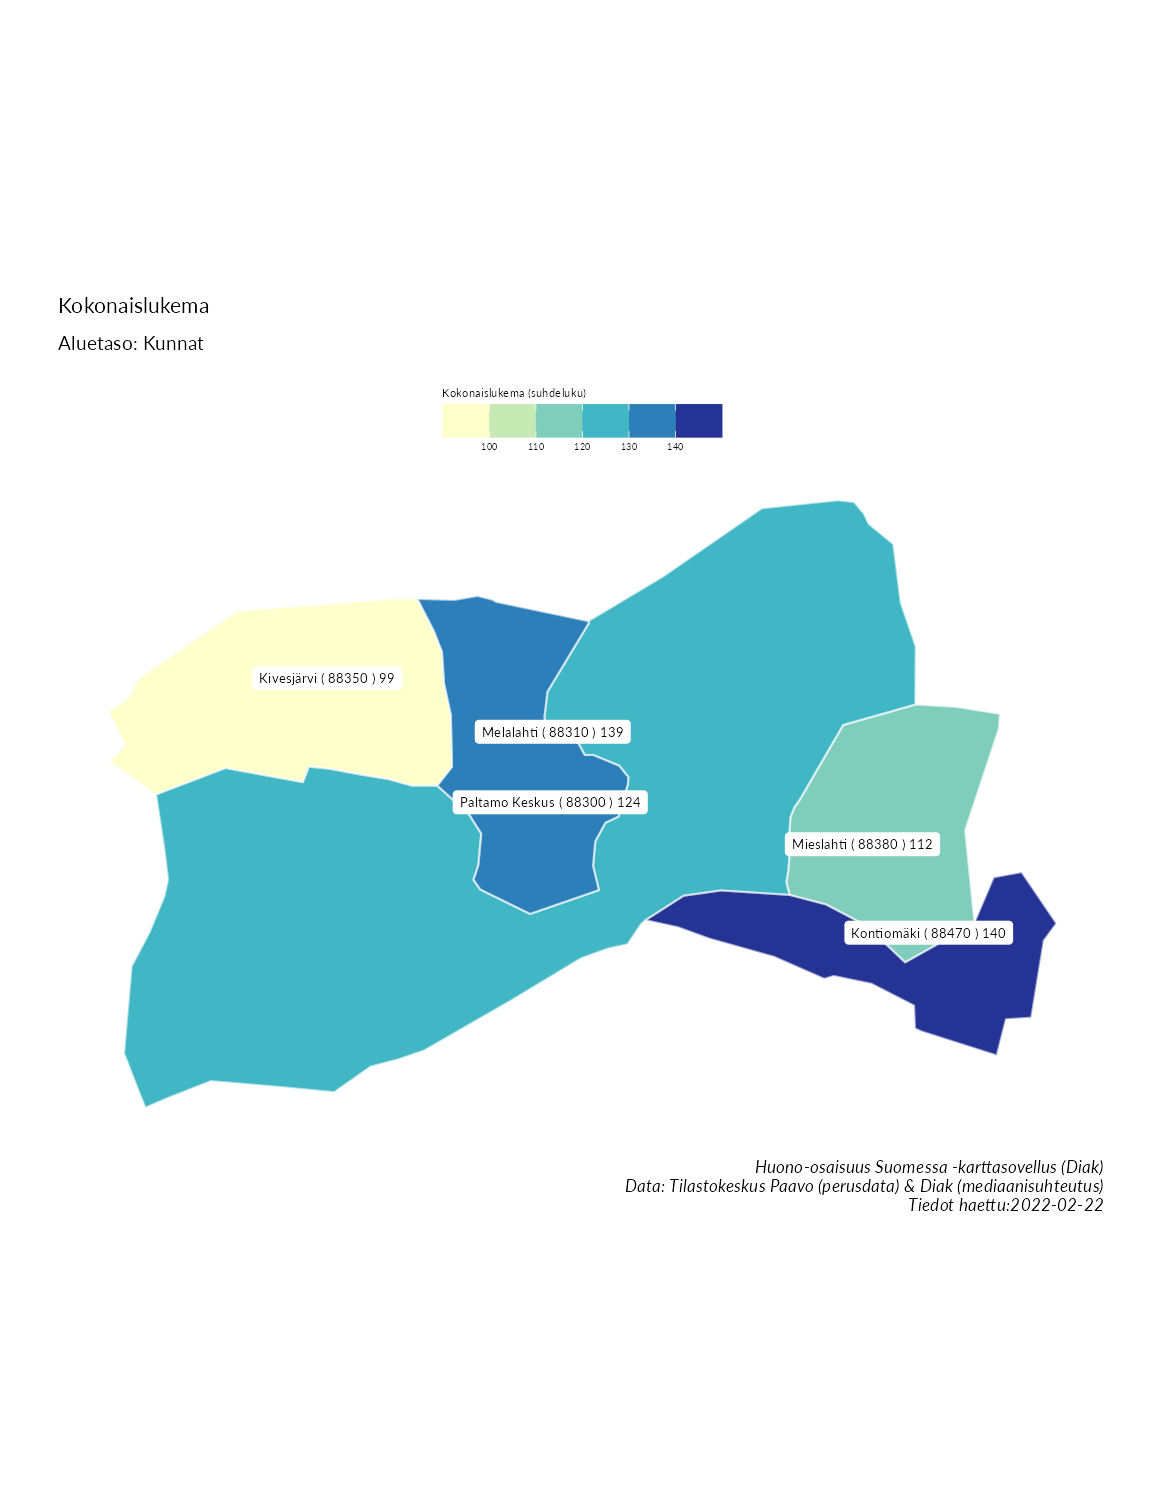 Kokonaislukema
Aluetaso: Kunnat
Kokonaislukema (suhdeluku)
100 110 120 130 140
Kivesjärvi ( 88350 ) 99
Melalahti ( 88310 ) 139
Paltamo Keskus ( 88300 ) 124
Mieslahti ( 88380 ) 112
Kontiomäki ( 88470 ) 140
Huono-osaisuus Suomessa -karttasovellus (Diak)
Data: Tilastokeskus Paavo (perusdata) & Diak (mediaanisuhteutus)
Tiedot haettu:2022-02-22